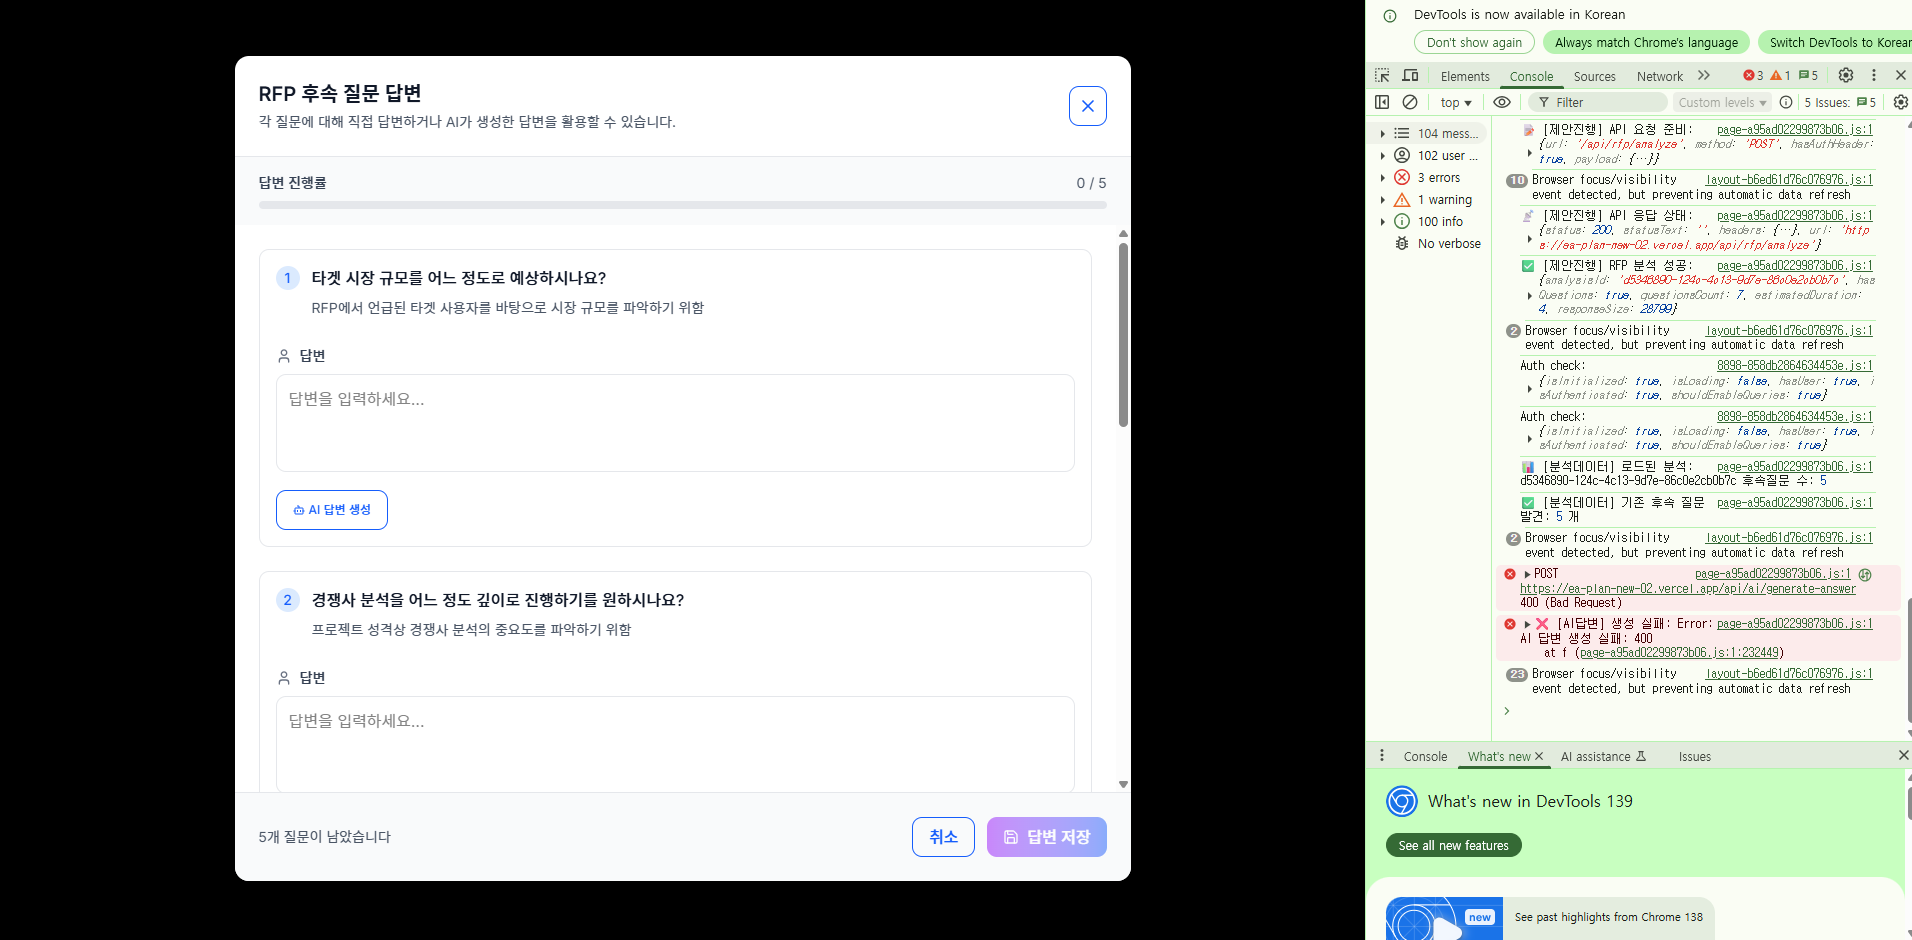 RFP 후속 질문 답변
각 질문에 대해 직접 답변하거나 AI가 생성한 답변을 활용할 수 있습니다.
답변 진행률
0 / 5
1
타겟 시장 규모를 어느 정도로 예상하시나요?
RFP에서 언급된 타겟 사용자를 바탕으로 시장 규모를 파악하기 위함
답변
답변을 입력하세요...
AI 답변 생성
2
경쟁사 분석을 어느 정도 깊이로 진행하기를 원하시나요?
프로젝트 성격상 경쟁사 분석의 중요도를 파악하기 위함
답변
답변을 입력하세요...
5개 질문이 남았습니다
취소
답변 저장
DevTools is now available in Korean
Don't show again
Always match Chrome's language
Switch DevTools to Korean
Elements
Console
Sources
Network
3
1
5
top
Filter
Custom levels
5 Issues:
5
104 mess...
102 user ...
3 errors
1 warning
100 info
No verbose
[제안진행] API 요청 준비: page-a95ad02299873b06.js:1
{url: '/api/rfp/analyze', method: 'POST', hasAuthHeader:
true, payload: {…}}
10 Browser focus/visibility layout-b6ed61d76c076976.js:1
event detected, but preventing automatic data refresh
[제안진행] API 응답 상태: page-a95ad02299873b06.js:1
{status: 200, statusText: '', headers: {…}, url: 'http
s://ea-plan-new-02.vercel.app/api/rfp/analyze'}
[제안진행] RFP 분석 성공: page-a95ad02299873b06.js:1
{analysisId: 'd5346890-124c-4c13-9d7e-86c0e2cb0b7c', has
Questions: true, questionsCount: 7, estimatedDuration:
4, responseSize: 28799}
2 Browser focus/visibility layout-b6ed61d76c076976.js:1
event detected, but preventing automatic data refresh
Auth check: 8898-858db2864634453e.js:1
{isInitialized: true, isLoading: false, hasUser: true, i
sAuthenticated: true, shouldEnableQueries: true}
Auth check: 8898-858db2864634453e.js:1
{isInitialized: true, isLoading: false, hasUser: true, i
sAuthenticated: true, shouldEnableQueries: true}
[분석데이터] 로드된 분석: page-a95ad02299873b06.js:1
d5346890-124c-4c13-9d7e-86c0e2cb0b7c 후속질문 수: 5
[분석데이터] 기존 후속 질문 page-a95ad02299873b06.js:1
발견: 5 개
2 Browser focus/visibility layout-b6ed61d76c076976.js:1
event detected, but preventing automatic data refresh
POST page-a95ad02299873b06.js:1
https://ea-plan-new-02.vercel.app/api/ai/generate-answer
400 (Bad Request)
[AI답변] 생성 실패: Error: page-a95ad02299873b06.js:1
AI 답변 생성 실패: 400
at f (page-a95ad02299873b06.js:1:232449)
23 Browser focus/visibility layout-b6ed61d76c076976.js:1
event detected, but preventing automatic data refresh
Console
What's new
AI assistance
Issues
What's new in DevTools 139
See all new features
new
See past highlights from Chrome 138